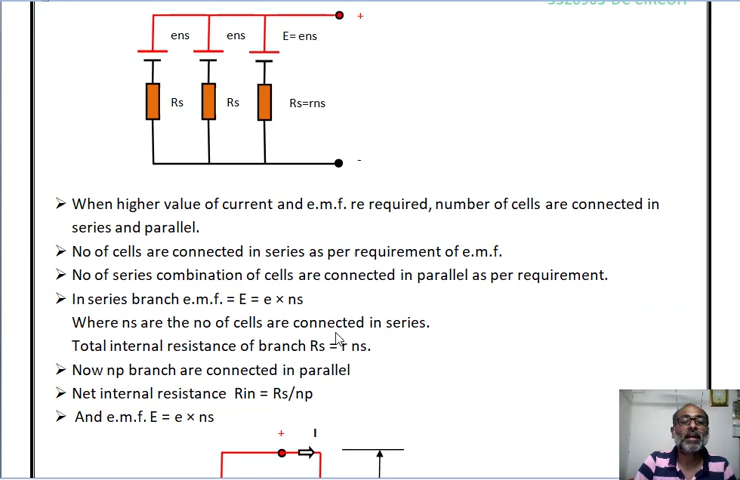 3320903-DC CIRCUIT
+
ens ens E= ens
Rs Rs Rs=rns
-
➢ When higher value of current and e.m.f. re required, number of cells are connected in
series and parallel.
➢ No of cells are connected in series as per requirement of e.m.f.
➢ No of series combination of cells are connected in parallel as per requirement.
➢ In series branch e.m.f. = E = e × ns
Where ns are the no of cells are connected in series.
Total internal resistance of branch Rs = r ns.
➢ Now np branch are connected in parallel
➢ Net internal resistance Rin = Rs/np
➢ And e.m.f. E = e × ns
+ I